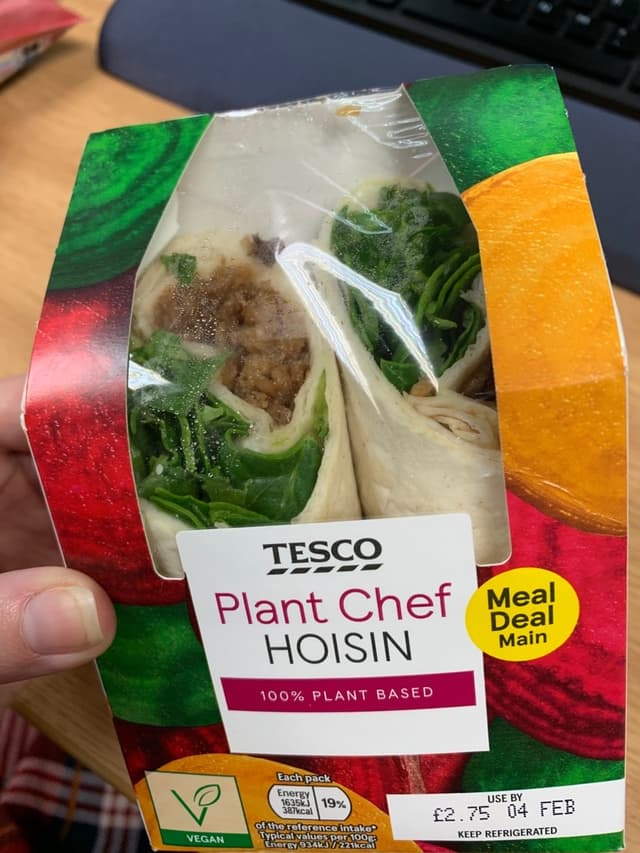 TESCO
Plant Chef
HOISIN
100% PLANT BASED
Meal
Deal
Main
VEGAN
Each pack
Energy
1635kJ
387kcal
19%
of the reference intake*
Typical values per 100g:
Energy 934kJ / 221kcal
USE BY
£2.75 04 FEB
KEEP REFRIGERATED